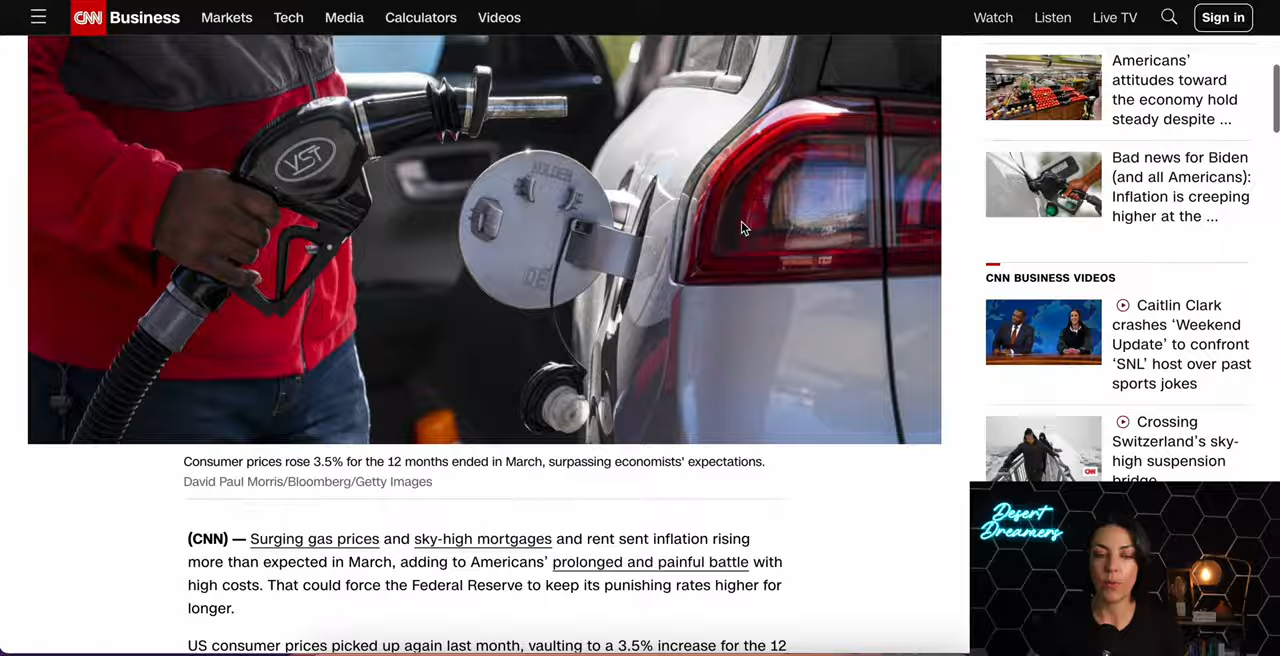 CNN Business Markets Tech Media Calculators Videos Watch Listen Live TV Sign in
VST
Americans'
attitudes toward
the economy hold
steady despite ...
Bad news for Biden
(and all Americans):
Inflation is creeping
higher at the ...
CNN BUSINESS VIDEOS
Caitlin Clark
crashes ‘Weekend
Update’ to confront
‘SNL’ host over past
sports jokes
Crossing
Switzerland’s sky-
high suspension
bridge
CNN
Consumer prices rose 3.5% for the 12 months ended in March, surpassing economists' expectations.
David Paul Morris/Bloomberg/Getty Images
(CNN) — Surging gas prices and sky-high mortgages and rent sent inflation rising
more than expected in March, adding to Americans’ prolonged and painful battle with
high costs. That could force the Federal Reserve to keep its punishing rates higher for
longer.
US consumer prices picked up again last month, vaulting to a 3.5% increase for the 12
Desert
Dreamers